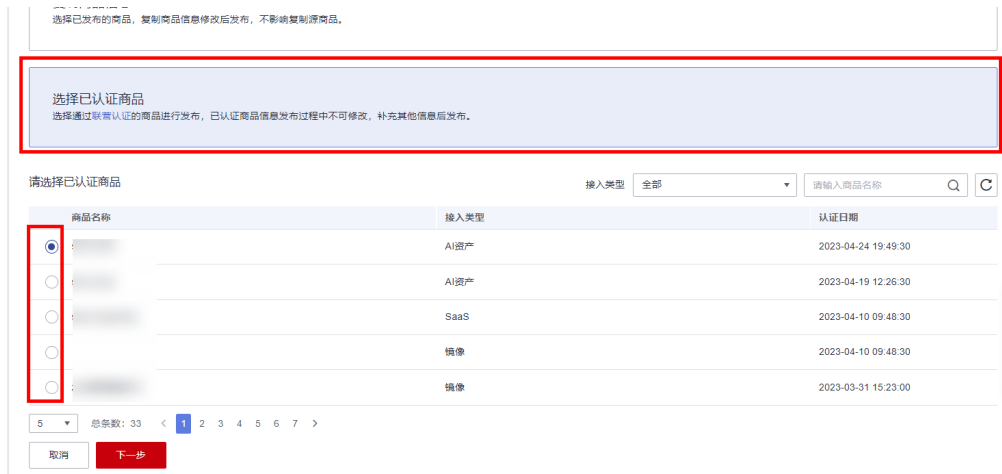 选择已发布的商品，复制商品信息修改后发布，不影响复制源商品。
选择已认证商品
选择通过联营认证的商品进行发布，已认证商品信息发布过程中不可修改，补充其他信息后发布。
请选择已认证商品 接入类型 全部 请输入商品名称
商品名称 接入类型 认证日期
AI资产 2023-04-24 19:49:30
AI资产 2023-04-19 12:26:30
SaaS 2023-04-10 09:48:30
镜像 2023-04-10 09:48:30
镜像 2023-03-31 15:23:00
5 总条数：33 < 1 2 3 4 5 6 7 >
取消 下一步